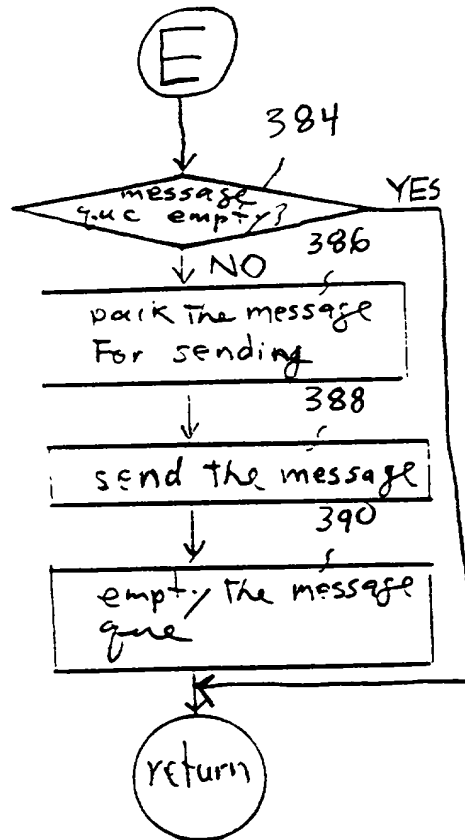 E
384
message
que empty?
YES
386
NO
pack the message
For sending
388
send the message
390
empty the message
que
return